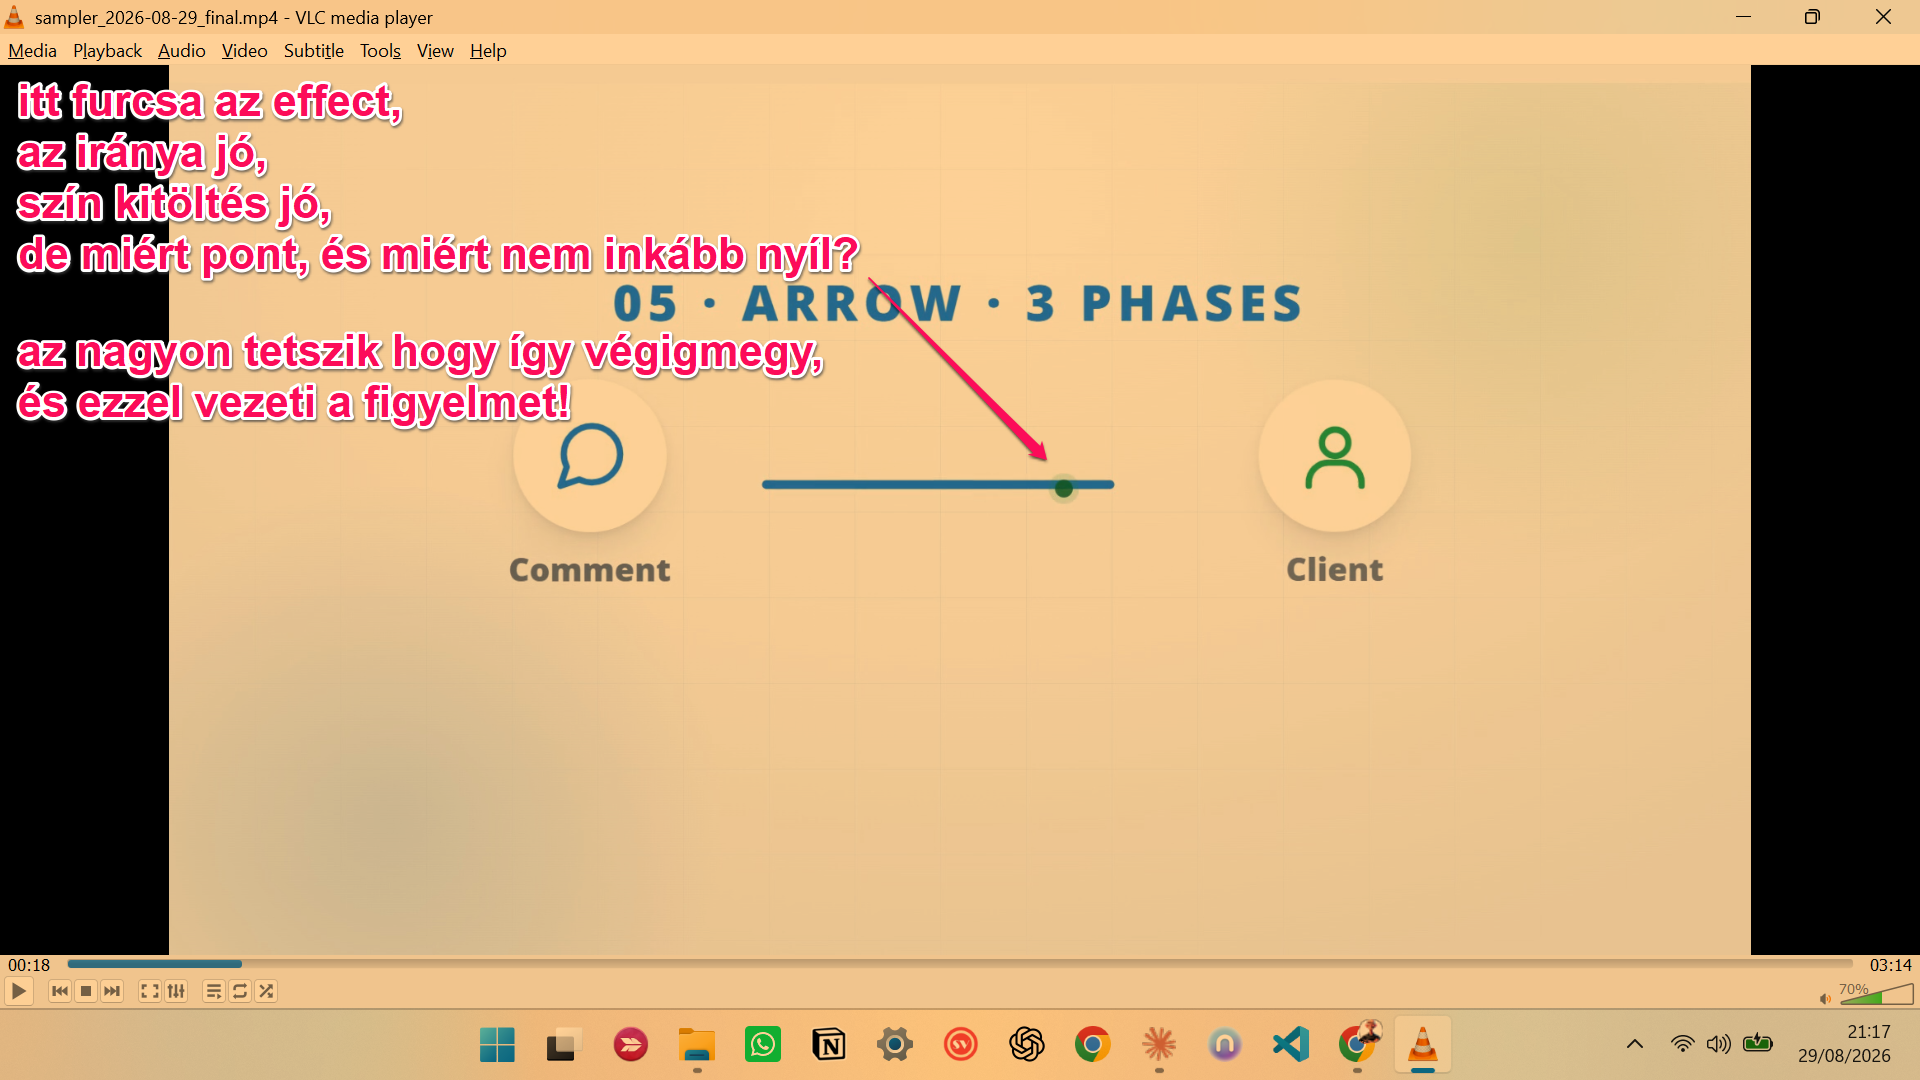 sampler_2026-08-29_final.mp4 - VLC media player
Media Playback Audio Video Subtitle Tools View Help
itt furcsa az effect,
az iránya jó,
szín kitöltés jó,
de miért pont, és miért nem inkább nyíl?
05 · ARROW · 3 PHASES
az nagyon tetszik hogy így végigmegy,
és ezzel vezeti a figyelmet!
Comment
Client
00:18
03:14
70%
21:17
29/08/2026